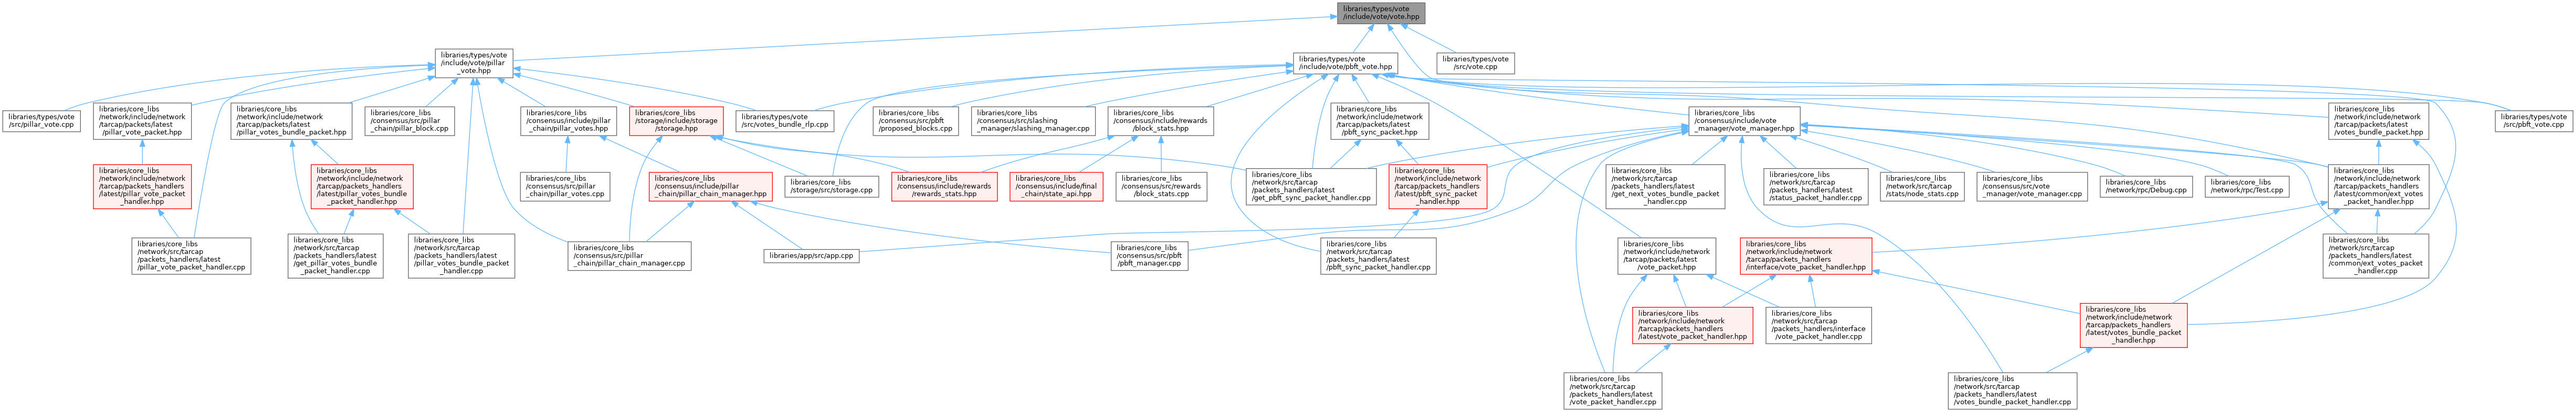 libraries/types/vote
/include/vote/vote.hpp
libraries/types/vote
/include/vote/pillar
_vote.hpp
libraries/types/vote
/include/vote/pbft_vote.hpp
libraries/types/vote
/src/vote.cpp
libraries/types/vote
/src/pillar_vote.cpp
libraries/core_libs
/network/include/network
/tarcap/packets/latest
/pillar_vote_packet.hpp
libraries/core_libs
/network/include/network
/tarcap/packets/latest
/pillar_votes_bundle_packet.hpp
libraries/core_libs
/consensus/src/pillar
_chain/pillar_block.cpp
libraries/core_libs
/consensus/include/pillar
_chain/pillar_votes.hpp
libraries/core_libs
/storage/include/storage
/storage.hpp
libraries/types/vote
/src/votes_bundle_rlp.cpp
libraries/core_libs
/consensus/src/pbft
/proposed_blocks.cpp
libraries/core_libs
/consensus/src/slashing
_manager/slashing_manager.cpp
libraries/core_libs
/consensus/include/rewards
/block_stats.hpp
libraries/core_libs
/network/include/network
/tarcap/packets/latest
/pbft_sync_packet.hpp
libraries/core_libs
/consensus/include/vote
_manager/vote_manager.hpp
libraries/core_libs
/network/include/network
/tarcap/packets/latest
/votes_bundle_packet.hpp
libraries/types/vote
/src/pbft_vote.cpp
libraries/core_libs
/network/include/network
/tarcap/packets_handlers
/latest/pillar_vote_packet
_handler.hpp
libraries/core_libs
/network/include/network
/tarcap/packets_handlers
/latest/pillar_votes_bundle
_packet_handler.hpp
libraries/core_libs
/consensus/src/pillar
_chain/pillar_votes.cpp
libraries/core_libs
/consensus/include/pillar
_chain/pillar_chain_manager.hpp
libraries/core_libs
/storage/src/storage.cpp
libraries/core_libs
/consensus/include/rewards
/rewards_stats.hpp
libraries/core_libs
/consensus/include/final
_chain/state_api.hpp
libraries/core_libs
/consensus/src/rewards
/block_stats.cpp
libraries/core_libs
/network/src/tarcap
/packets_handlers/latest
/get_pbft_sync_packet_handler.cpp
libraries/core_libs
/network/include/network
/tarcap/packets_handlers
/latest/pbft_sync_packet
_handler.hpp
libraries/core_libs
/network/src/tarcap
/packets_handlers/latest
/get_next_votes_bundle_packet
_handler.cpp
libraries/core_libs
/network/src/tarcap
/packets_handlers/latest
/status_packet_handler.cpp
libraries/core_libs
/network/src/tarcap
/stats/node_stats.cpp
libraries/core_libs
/consensus/src/vote
_manager/vote_manager.cpp
libraries/core_libs
/network/rpc/Debug.cpp
libraries/core_libs
/network/rpc/Test.cpp
libraries/core_libs
/network/include/network
/tarcap/packets_handlers
/latest/common/ext_votes
_packet_handler.hpp
libraries/core_libs
/network/src/tarcap
/packets_handlers/latest
/pillar_vote_packet_handler.cpp
libraries/core_libs
/network/src/tarcap
/packets_handlers/latest
/get_pillar_votes_bundle
_packet_handler.cpp
libraries/core_libs
/network/src/tarcap
/packets_handlers/latest
/pillar_votes_bundle_packet
_handler.cpp
libraries/core_libs
/consensus/src/pillar
_chain/pillar_chain_manager.cpp
libraries/app/src/app.cpp
libraries/core_libs
/consensus/src/pbft
/pbft_manager.cpp
libraries/core_libs
/network/src/tarcap
/packets_handlers/latest
/pbft_sync_packet_handler.cpp
libraries/core_libs
/network/include/network
/tarcap/packets/latest
/vote_packet.hpp
libraries/core_libs
/network/include/network
/tarcap/packets_handlers
/interface/vote_packet_handler.hpp
libraries/core_libs
/network/src/tarcap
/packets_handlers/latest
/common/ext_votes_packet
_handler.cpp
libraries/core_libs
/network/include/network
/tarcap/packets_handlers
/latest/vote_packet_handler.hpp
libraries/core_libs
/network/src/tarcap
/packets_handlers/interface
/vote_packet_handler.cpp
libraries/core_libs
/network/include/network
/tarcap/packets_handlers
/latest/votes_bundle_packet
_handler.hpp
libraries/core_libs
/network/src/tarcap
/packets_handlers/latest
/vote_packet_handler.cpp
libraries/core_libs
/network/src/tarcap
/packets_handlers/latest
/votes_bundle_packet_handler.cpp